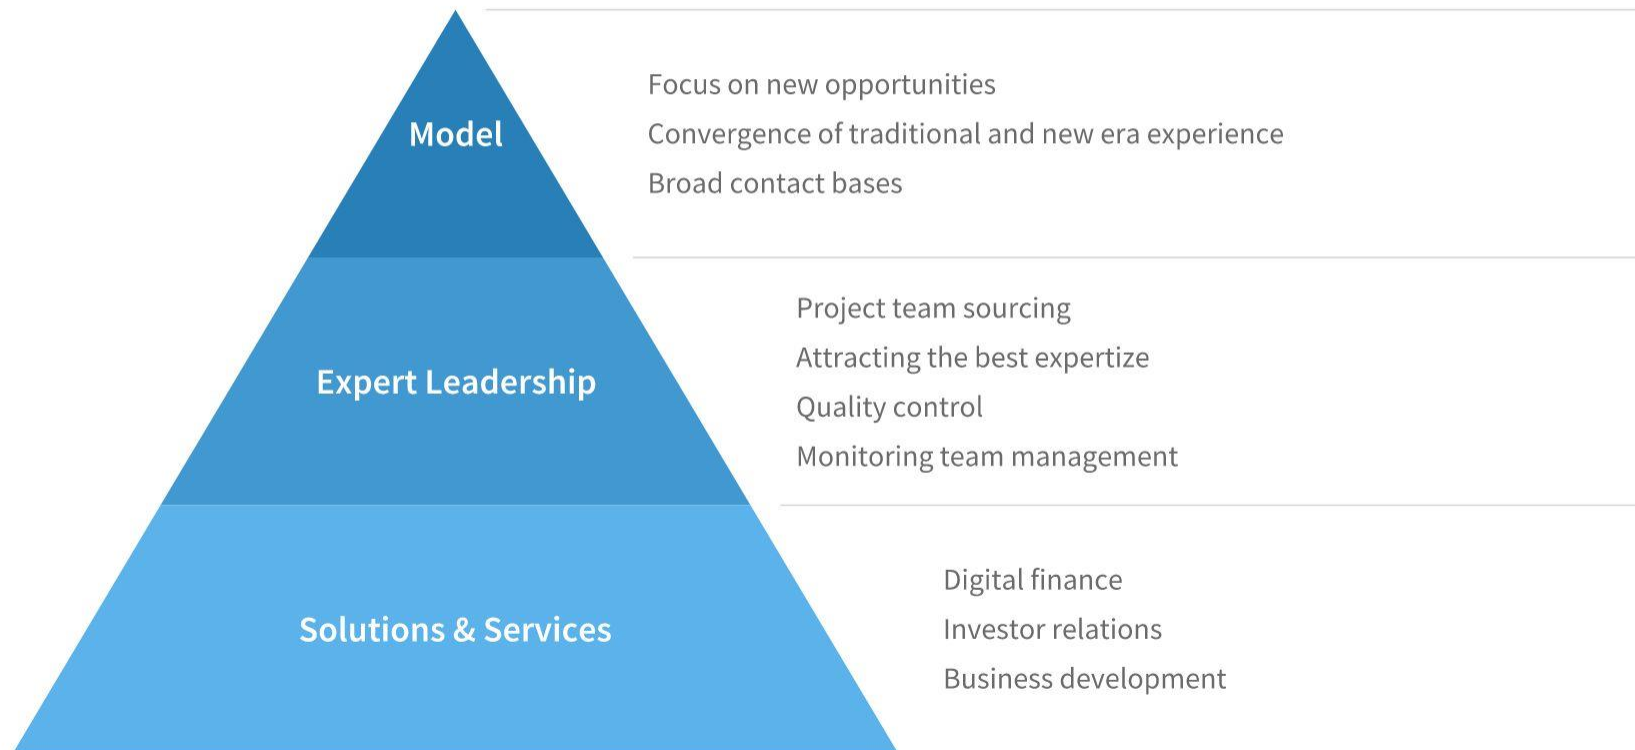 Model
Focus on new opportunities
Convergence of traditional and new era experience
Broad contact bases
Expert Leadership
Project team sourcing
Attracting the best expertize
Quality control
Monitoring team management
Solutions & Services
Digital finance
Investor relations
Business development